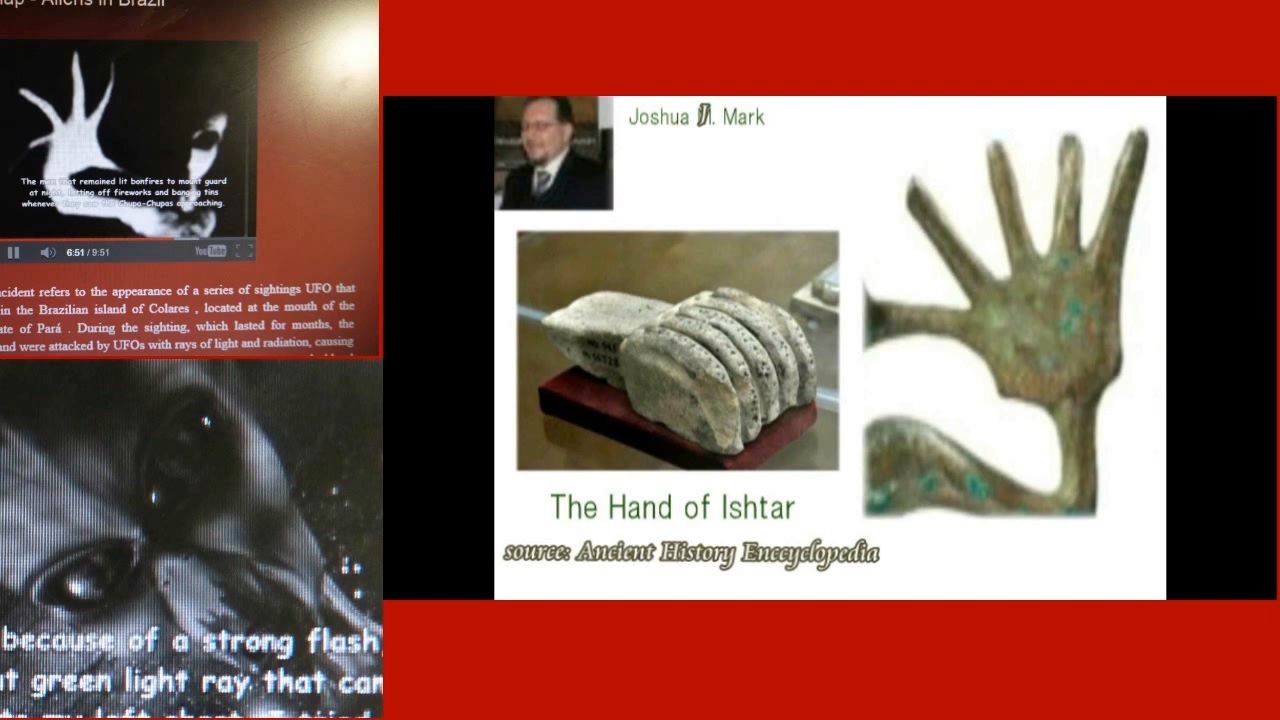 Aliens in Brazil
The men that remained lit bonfires to mount guard
at night, letting off fireworks and banging tins
whenever they saw the Chupa-Chupas approaching.
6:51 / 9:51
YouTube
ncident refers to the appearance of a series of sightings UFO that
in the Brazilian island of Colares , located at the mouth of the
ate of Pará . During the sighting, which lasted for months, the
nd were attacked by UFOs with rays of light and radiation, causing
because of a strong flash,
t green light ray that can
Joshua J. Mark
The Hand of Ishtar
source: Ancient History Enccyclopedia